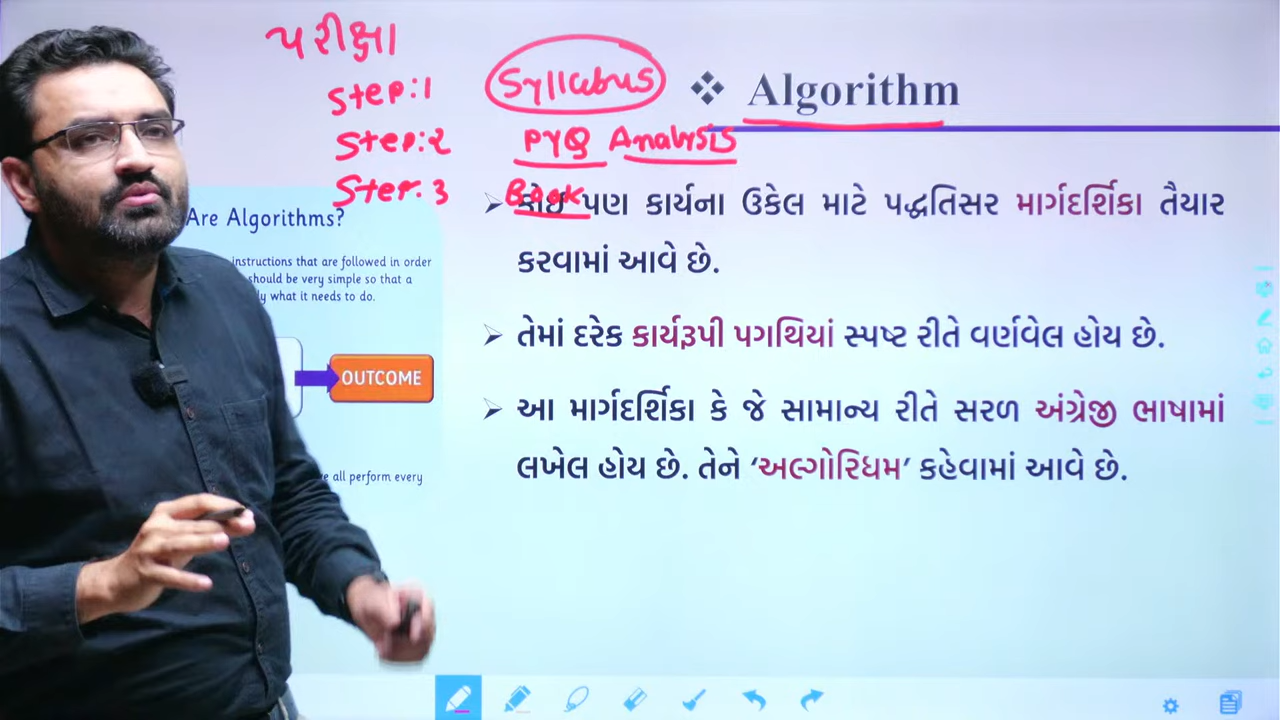 પરીક્ષા
Step:1 Syllabus
❖ Algorithm
Step:2 PYQ Analysis
Step:3 Book
➢ કોઈ પણ કાર્યના ઉકેલ માટે પદ્ધતિસર માર્ગદર્શિકા તૈયાર
કરવામાં આવે છે.
➢ તેમાં દરેક કાર્યરૂપી પગથિયાં સ્પષ્ટ રીતે વર્ણવેલ હોય છે.
➢ આ માર્ગદર્શિકા કે જે સામાન્ય રીતે સરળ અંગ્રેજી ભાષામાં
લખેલ હોય છે. તેને ‘અલ્ગોરિધમ’ કહેવામાં આવે છે.
Are Algorithms?
instructions that are followed in order
should be very simple so that a
what it needs to do.
OUTCOME
all perform every